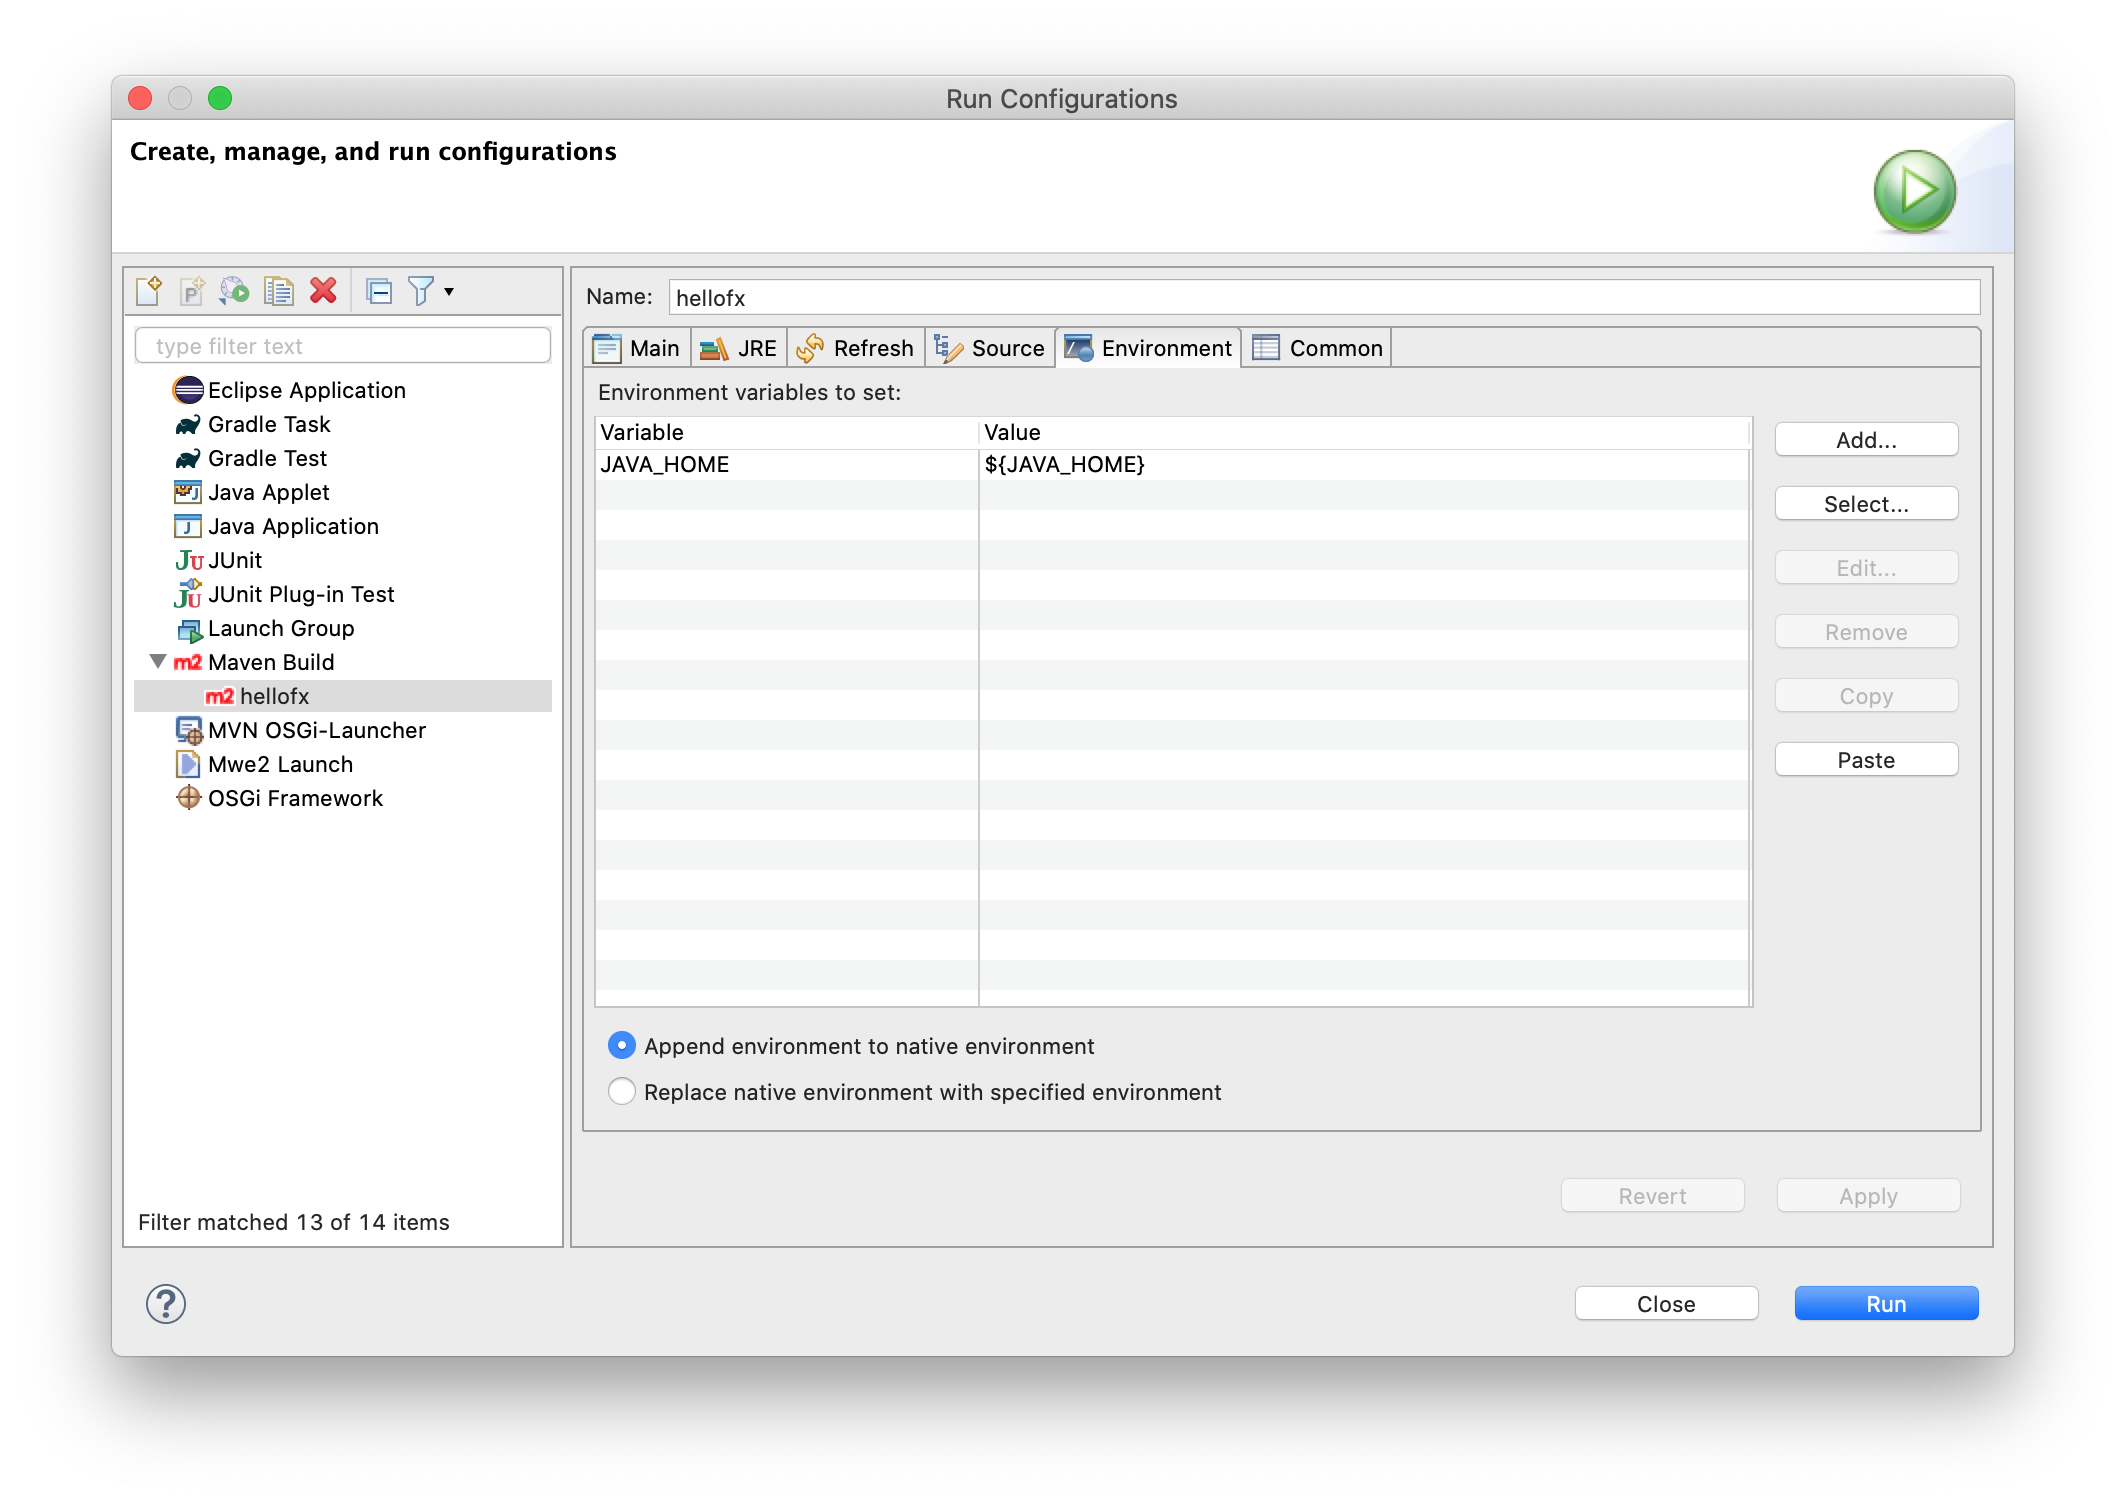 Run Configurations
Create, manage, and run configurations
type filter text
Eclipse Application
Gradle Task
Gradle Test
Java Applet
Java Application
JUnit
JUnit Plug-in Test
Launch Group
m2 Maven Build
m2 hellofx
MVN OSGi-Launcher
Mwe2 Launch
OSGi Framework
Filter matched 13 of 14 items
Name: hellofx
Main JRE Refresh Source Environment Common
Environment variables to set:
Variable Value
JAVA_HOME ${JAVA_HOME}
Add...
Select...
Edit...
Remove
Copy
Paste
Append environment to native environment
Replace native environment with specified environment
Revert Apply
? Close Run